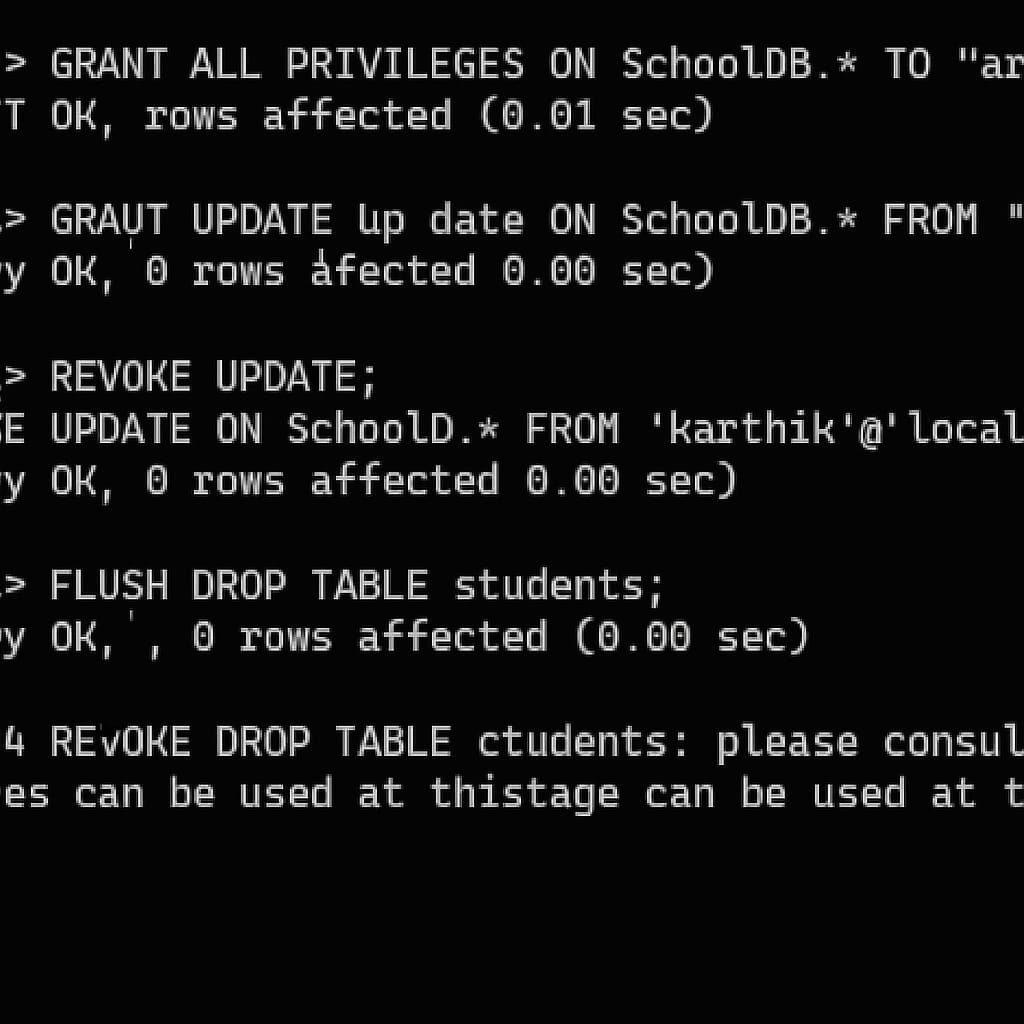 > GRANT ALL PRIVILEGES ON SchoolDB.* TO "ar
T OK, rows affected (0.01 sec)
> GRAUT UPDATE up date ON SchoolDB.* FROM "
y OK, 0 rows afected 0.00 sec)
> REVOKE UPDATE;
E UPDATE ON SchoolD.* FROM 'karthik'@'local
y OK, 0 rows affected 0.00 sec)
> FLUSH DROP TABLE students;
y OK, , 0 rows affected (0.00 sec)
4 REvOKE DROP TABLE ctudents: please consul
es can be used at thistage can be used at t